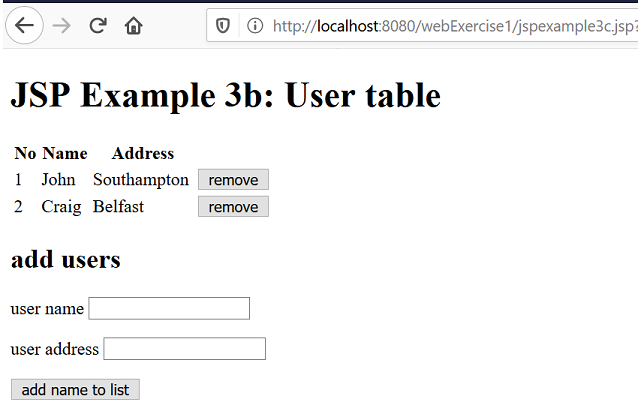 http://localhost:8080/webExercise1/jspexample3c.jsp?
JSP Example 3b: User table
No Name Address
1 John Southampton remove
2 Craig Belfast remove
add users
user name
user address
add name to list